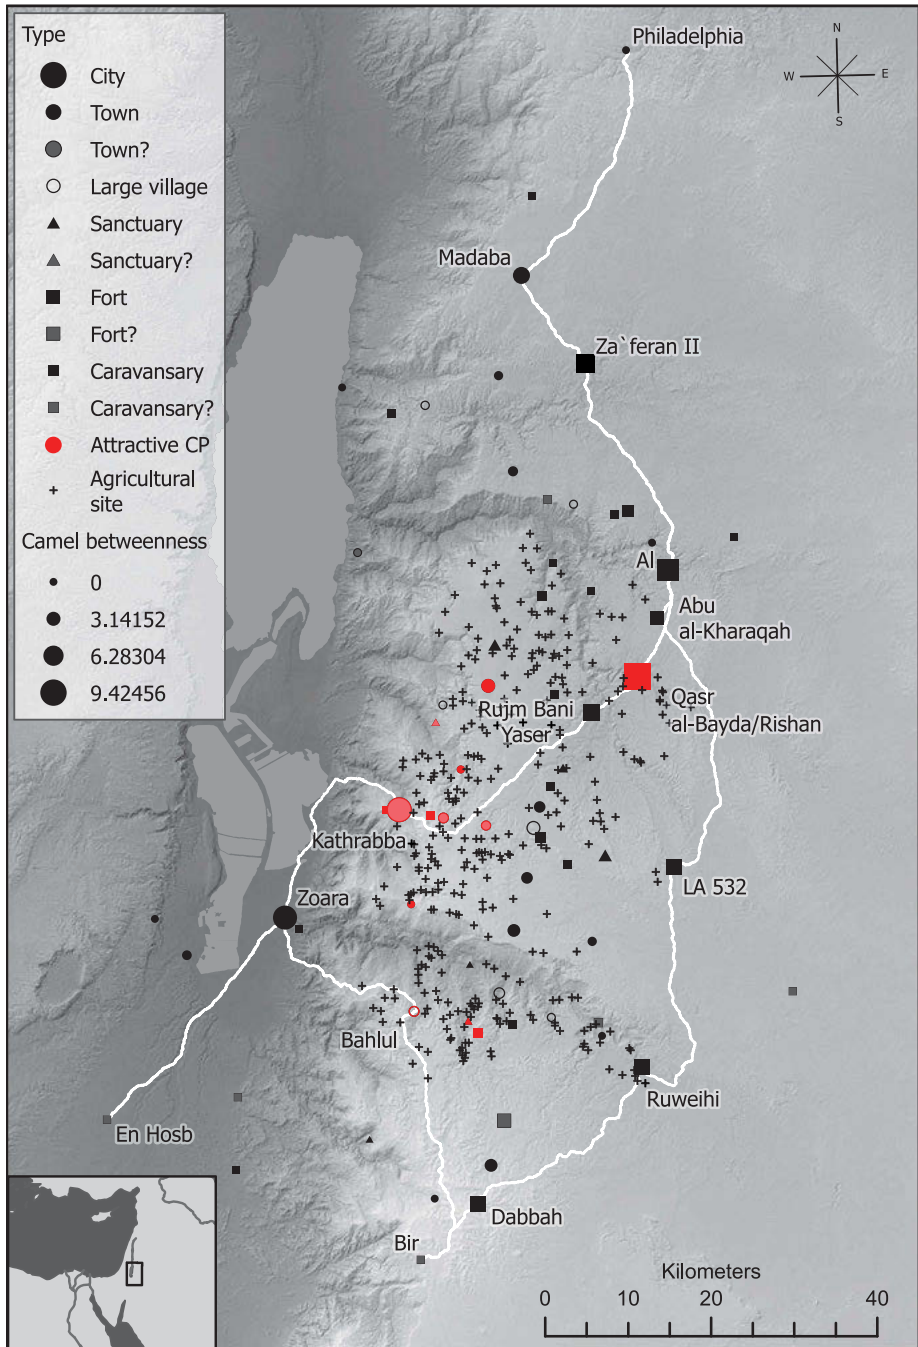 Type
City
Town
Town?
Large village
Sanctuary
Sanctuary?
Fort
Fort?
Caravansary
Caravansary?
Attractive CP
Agricultural
site
Camel betweenness
0
3.14152
6.28304
9.42456
N
W
E
S
Philadelphia
Madaba
Za`feran II
Al
Abu
al-Kharaqah
Qasr
al-Bayda/Rishan
Rujm Bani
Yaser
Kathrabba
LA 532
Zoara
Bahlul
Ruweihi
En Hosb
Dabbah
Bir
Kilometers
0 10 20 40